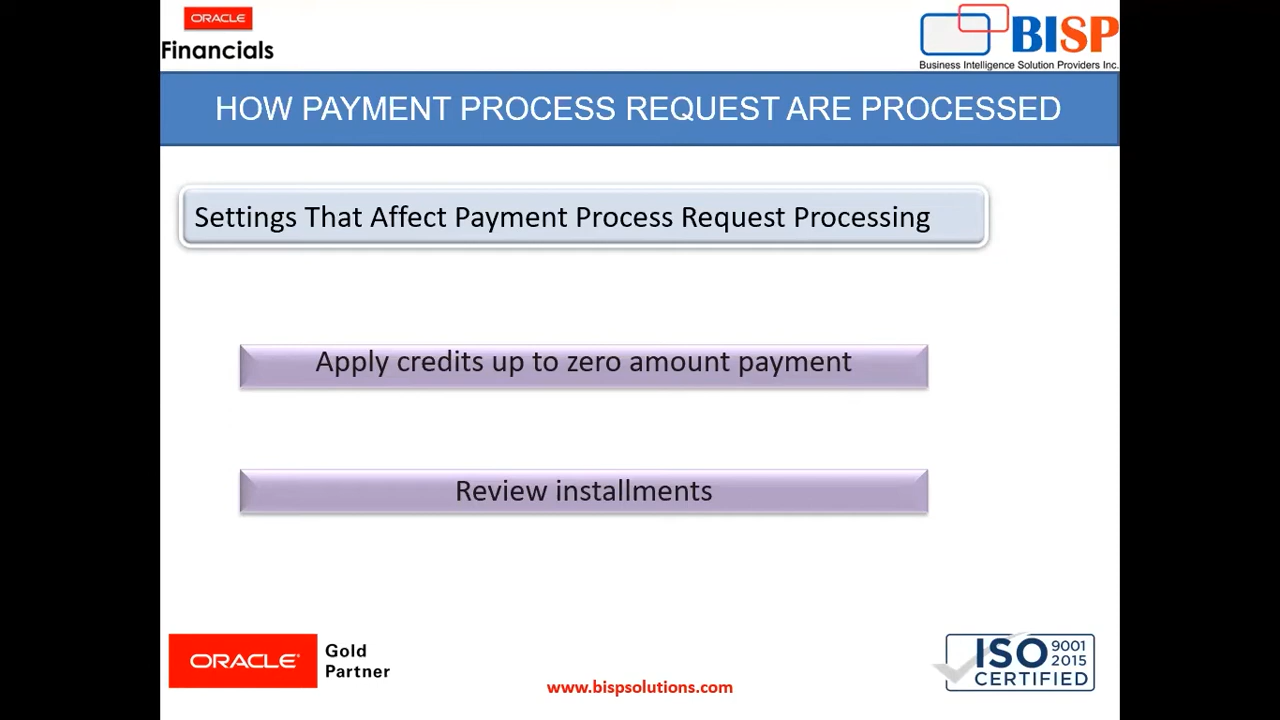 ORACLE
Financials
BISP
Business Intelligence Solution Providers Inc.
HOW PAYMENT PROCESS REQUEST ARE PROCESSED
Settings That Affect Payment Process Request Processing
Apply credits up to zero amount payment
Review installments
ORACLE®
Gold
Partner
www.bispsolutions.com
ISO 9001
2015
CERTIFIED